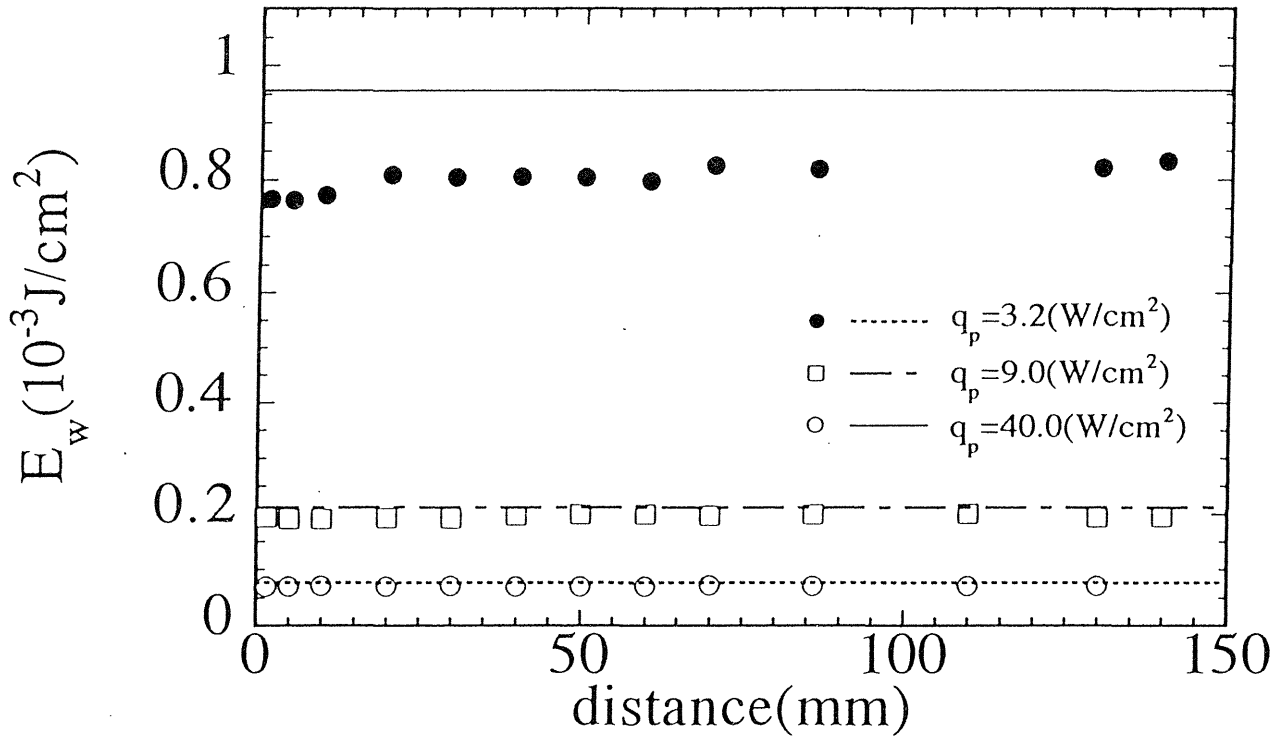 1
0.8
0.6
0.4
0.2
0
E_w (10^-3 J/cm^2)
q_p=3.2(W/cm^2)
q_p=9.0(W/cm^2)
q_p=40.0(W/cm^2)
0 50 100 150
distance(mm)